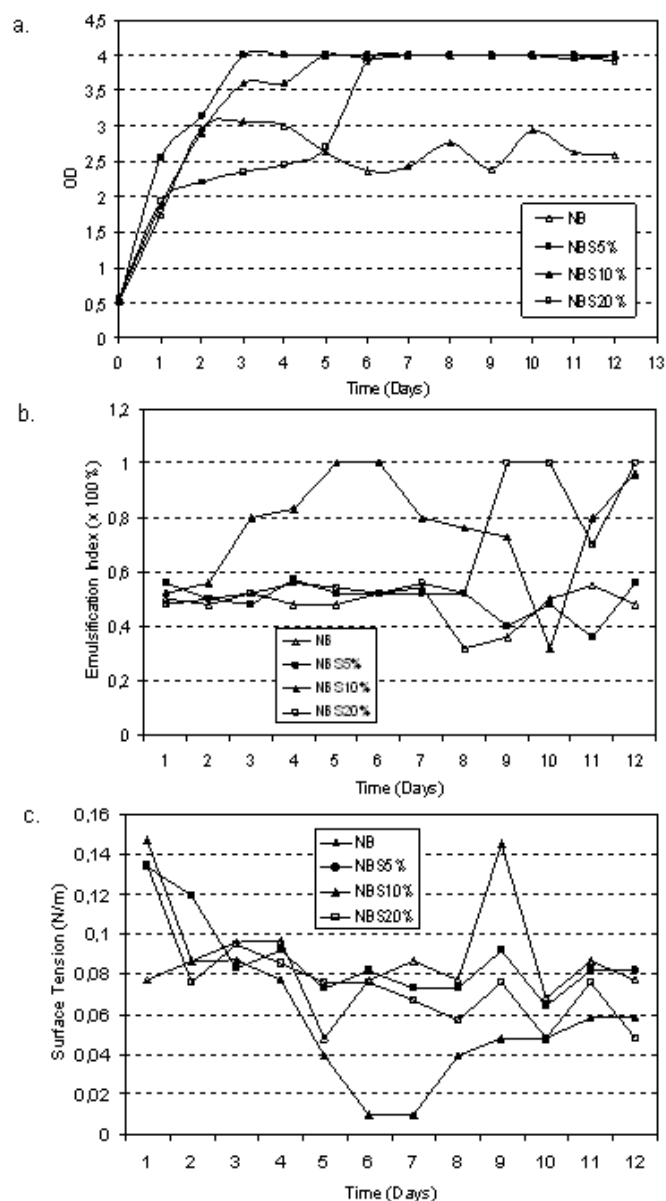 a.
4,5
4
3,5
3
2,5
2
1,5
1
0,5
0
OD
0 1 2 3 4 5 6 7 8 9 10 11 12 13
Time (Days)
NB
NBS5%
NBS10%
NBS20%
b.
1,2
1
0,8
0,6
0,4
0,2
0
Emulsification Index (x 100%)
1 2 3 4 5 6 7 8 9 10 11 12
Time (Days)
NB
NBS5%
NBS10%
NBS20%
c.
0,16
0,14
0,12
0,1
0,08
0,06
0,04
0,02
0
Surface Tension (N/m)
1 2 3 4 5 6 7 8 9 10 11 12
Time (Days)
NB
NBS5%
NBS10%
NBS20%